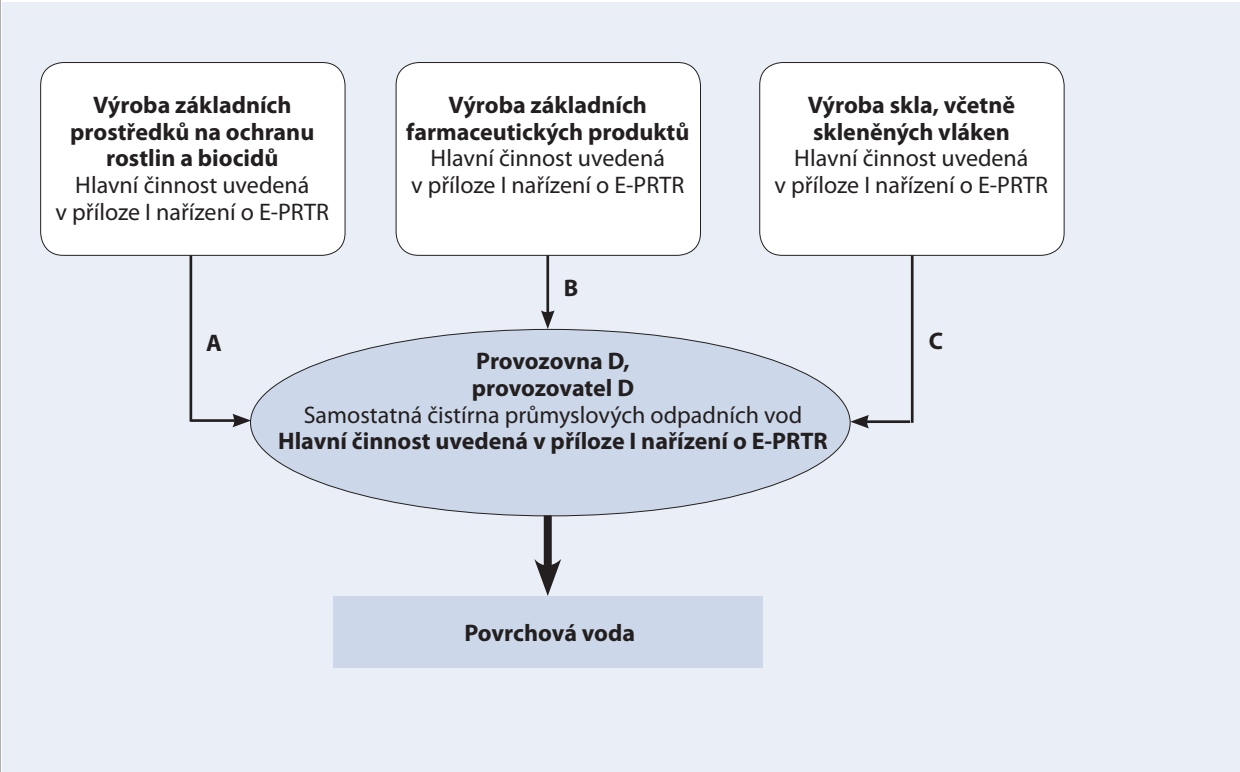 Výroba základních
prostředků na ochranu
rostlin a biocidů
Hlavní činnost uvedená
v příloze I nařízení o E-PRTR
Výroba základních
farmaceutických produktů
Hlavní činnost uvedená
v příloze I nařízení o E-PRTR
Výroba skla, včetně
skleněných vláken
Hlavní činnost uvedená
v příloze I nařízení o E-PRTR
A
B
C
Provozovna D,
provozovatel D
Samostatná čistírna průmyslových odpadních vod
Hlavní činnost uvedená v příloze I nařízení o E-PRTR
Povrchová voda